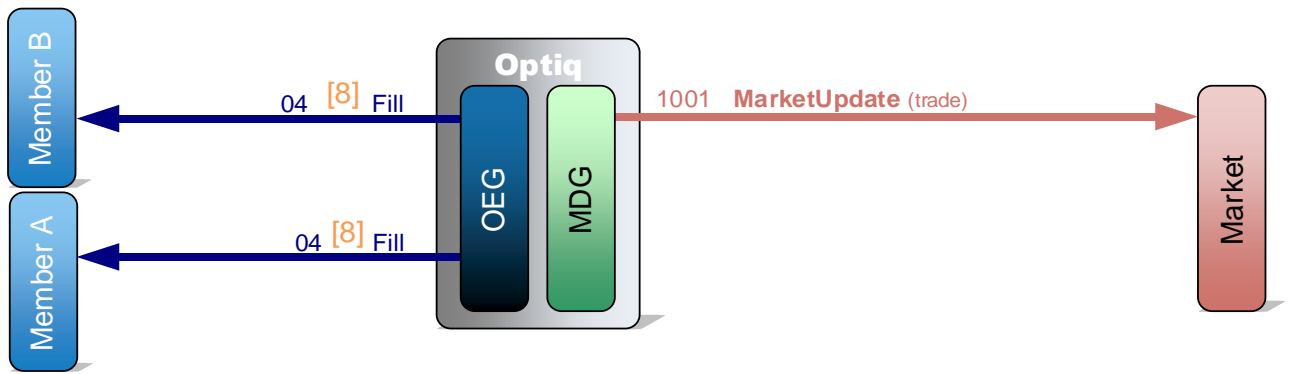 Member B
04 [8] Fill
Optiq
OEG
MDG
1001 MarketUpdate (trade)
Market
Member A
04 [8] Fill